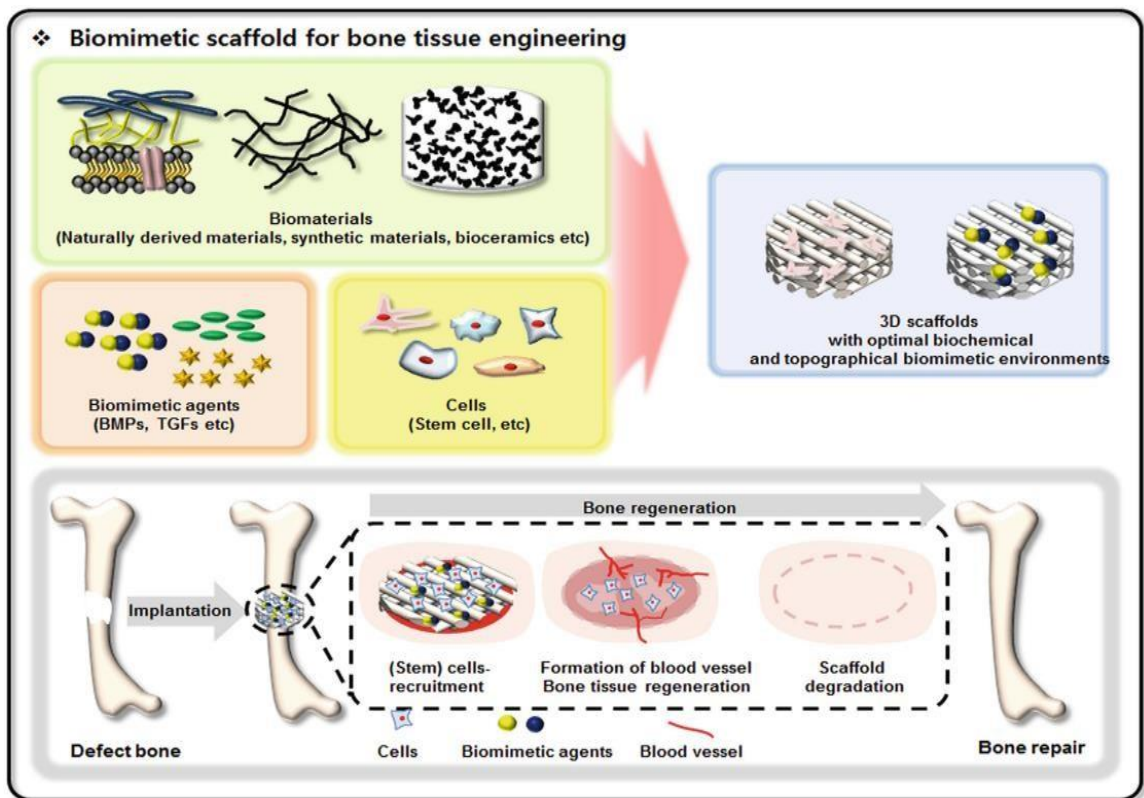 ❖ Biomimetic scaffold for bone tissue engineering
Biomaterials
(Naturally derived materials, synthetic materials, bioceramics etc)
Biomimetic agents
(BMPs, TGFs etc)
Cells
(Stem cell, etc)
3D scaffolds
with optimal biochemical
and topographical biomimetic environments
Bone regeneration
Implantation
(Stem) cells-
recruitment
Formation of blood vessel
Bone tissue regeneration
Scaffold
degradation
Cells
Biomimetic agents
Blood vessel
Defect bone
Bone repair